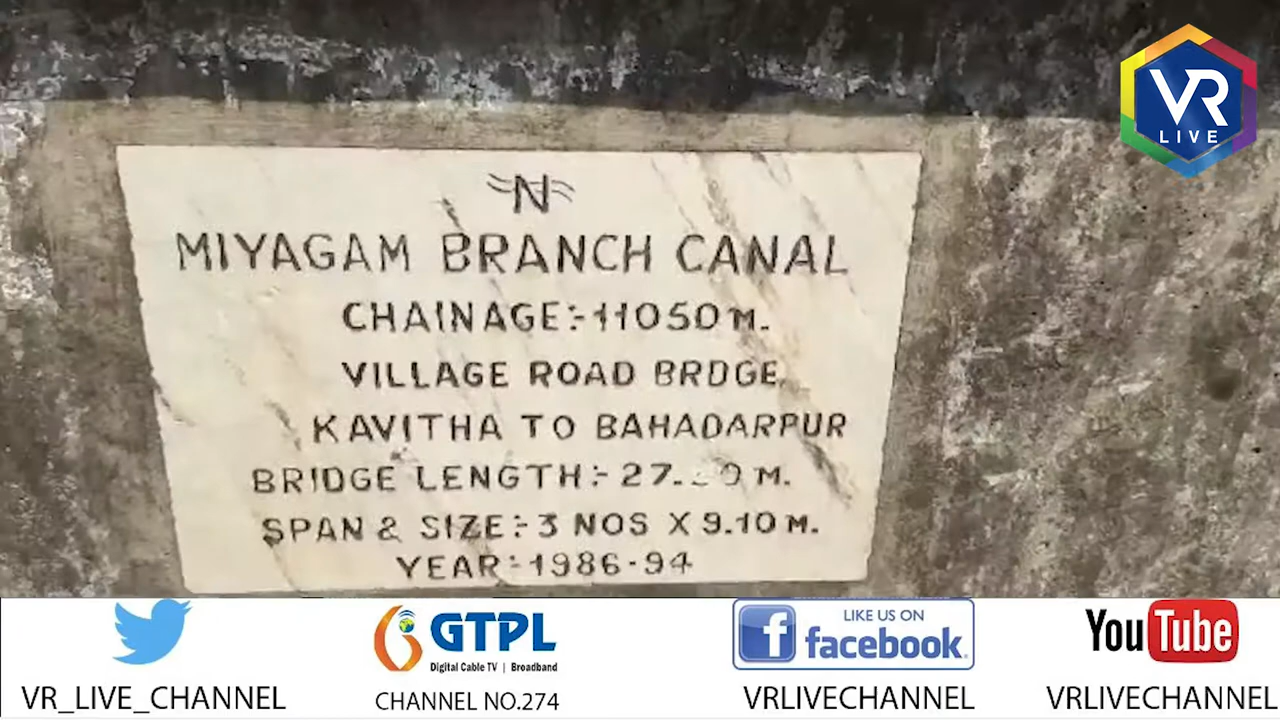 VR
LIVE
N
MIYAGAM BRANCH CANAL
CHAINAGE:-11050 M.
VILLAGE ROAD BRDGE
KAVITHA TO BAHADARPUR
BRIDGE LENGTH:- M.
SPAN & SIZE:-3 NOS X 9.10 M.
YEAR:-1986-94
GTPL
Digital Cable TV | Broadband
LIKE US ON
f facebook
YouTube
VR_LIVE_CHANNEL
CHANNEL NO.274
VRLIVECHANNEL
VRLIVECHANNEL